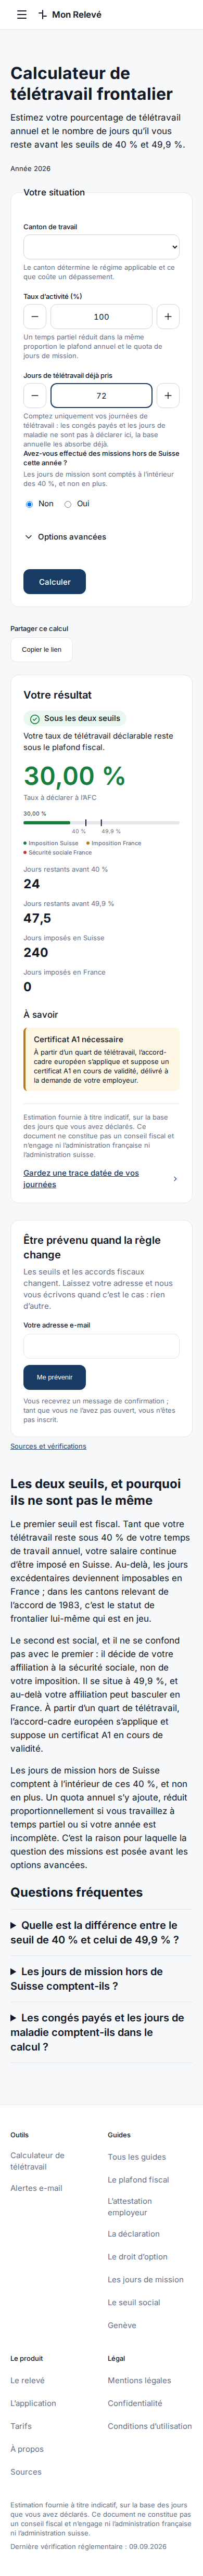 Mon Relevé
Calculateur de
télétravail frontalier
Estimez votre pourcentage de télétravail
annuel et le nombre de jours qu'il vous
reste avant les seuils de 40 % et 49,9 %.
Année 2026
Votre situation
Canton de travail
Le canton détermine le régime applicable et ce
que coûte un dépassement.
Taux d'activité (%)
100
Un temps partiel réduit dans la même
proportion le plafond annuel et le quota de
jours de mission.
Jours de télétravail déjà pris
72
Comptez uniquement vos journées de
télétravail : les congés payés et les jours de
maladie ne sont pas à déclarer ici, la base
annuelle les absorbe déjà.
Avez-vous effectué des missions hors de Suisse
cette année ?
Les jours de mission sont comptés à l'intérieur
des 40 %, et non en plus.
Non Oui
Options avancées
Calculer
Partager ce calcul
Copier le lien
Votre résultat
Sous les deux seuils
Votre taux de télétravail déclarable reste
sous le plafond fiscal.
30,00 %
Taux à déclarer à l'AFC
30,00 %
40 % 49,9 %
Imposition Suisse Imposition France
Sécurité sociale France
Jours restants avant 40 %
24
Jours restants avant 49,9 %
47,5
Jours imposés en Suisse
240
Jours imposés en France
0
À savoir
Certificat A1 nécessaire
À partir d'un quart de télétravail, l'accord-
cadre européen s'applique et suppose un
certificat A1 en cours de validité, délivré à
la demande de votre employeur.
Estimation fournie à titre indicatif, sur la base
des jours que vous avez déclarés. Ce
document ne constitue pas un conseil fiscal et
n'engage ni l'administration française ni
l'administration suisse.
Gardez une trace datée de vos
journées
Être prévenu quand la règle
change
Les seuils et les accords fiscaux
changent. Laissez votre adresse et nous
vous écrivons quand c'est le cas : rien
d'autre.
Votre adresse e-mail
Me prévenir
Vous recevrez un message de confirmation ;
tant que vous ne l'avez pas ouvert, vous n'êtes
pas inscrit.
Sources et vérifications
Les deux seuils, et pourquoi
ils ne sont pas le même
Le premier seuil est fiscal. Tant que votre
télétravail reste sous 40 % de votre temps
de travail annuel, votre salaire continue
d'être imposé en Suisse. Au-delà, les jours
excédentaires deviennent imposables en
France ; dans les cantons relevant de
l'accord de 1983, c'est le statut de
frontalier lui-même qui est en jeu.
Le second est social, et il ne se confond
pas avec le premier : il décide de votre
affiliation à la sécurité sociale, non de
votre imposition. Il se situe à 49,9 %, et
au-delà votre affiliation peut basculer en
France. À partir d'un quart de télétravail,
l'accord-cadre européen s'applique et
suppose un certificat A1 en cours de
validité.
Les jours de mission hors de Suisse
comptent à l'intérieur de ces 40 %, et non
en plus. Un quota annuel s'y ajoute, réduit
proportionnellement si vous travaillez à
temps partiel ou si votre année est
incomplète. C'est la raison pour laquelle la
question des missions est posée avant les
options avancées.
Questions fréquentes
Quelle est la différence entre le
seuil de 40 % et celui de 49,9 % ?
Les jours de mission hors de
Suisse comptent-ils ?
Les congés payés et les jours de
maladie comptent-ils dans le
calcul ?
Outils
Calculateur de
télétravail
Alertes e-mail
Guides
Tous les guides
Le plafond fiscal
L'attestation
employeur
La déclaration
Le droit d'option
Les jours de mission
Le seuil social
Genève
Le produit
Le relevé
L'application
Tarifs
À propos
Sources
Légal
Mentions légales
Confidentialité
Conditions d'utilisation
Estimation fournie à titre indicatif, sur la base des jours
que vous avez déclarés. Ce document ne constitue pas
un conseil fiscal et n'engage ni l'administration française
ni l'administration suisse.
Dernière vérification réglementaire : 09.09.2026